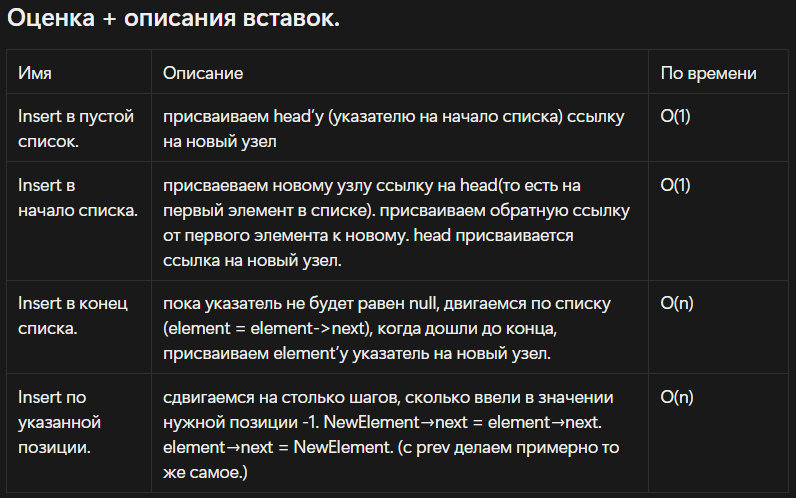 Оценка + описания вставок.
Имя
Описание
По времени
Insert в пустой
список.
присваиваем head’у (указателю на начало списка) ссылку
на новый узел
O(1)
Insert в
начало списка.
присваеваем новому узлу ссылку на head(то есть на
первый элемент в списке). присваиваем обратную ссылку
от первого элемента к новому. head присваивается
ссылка на новый узел.
O(1)
Insert в конец
списка.
пока указатель не будет равен null, двигаемся по списку
(element = element->next), когда дошли до конца,
присваиваем element’у указатель на новый узел.
O(n)
Insert по
указанной
позиции.
сдвигаемся на столько шагов, сколько ввели в значении
нужной позиции -1. NewElement→next = element→next.
element→next = NewElement. (с prev делаем примерно то
же самое.)
O(n)